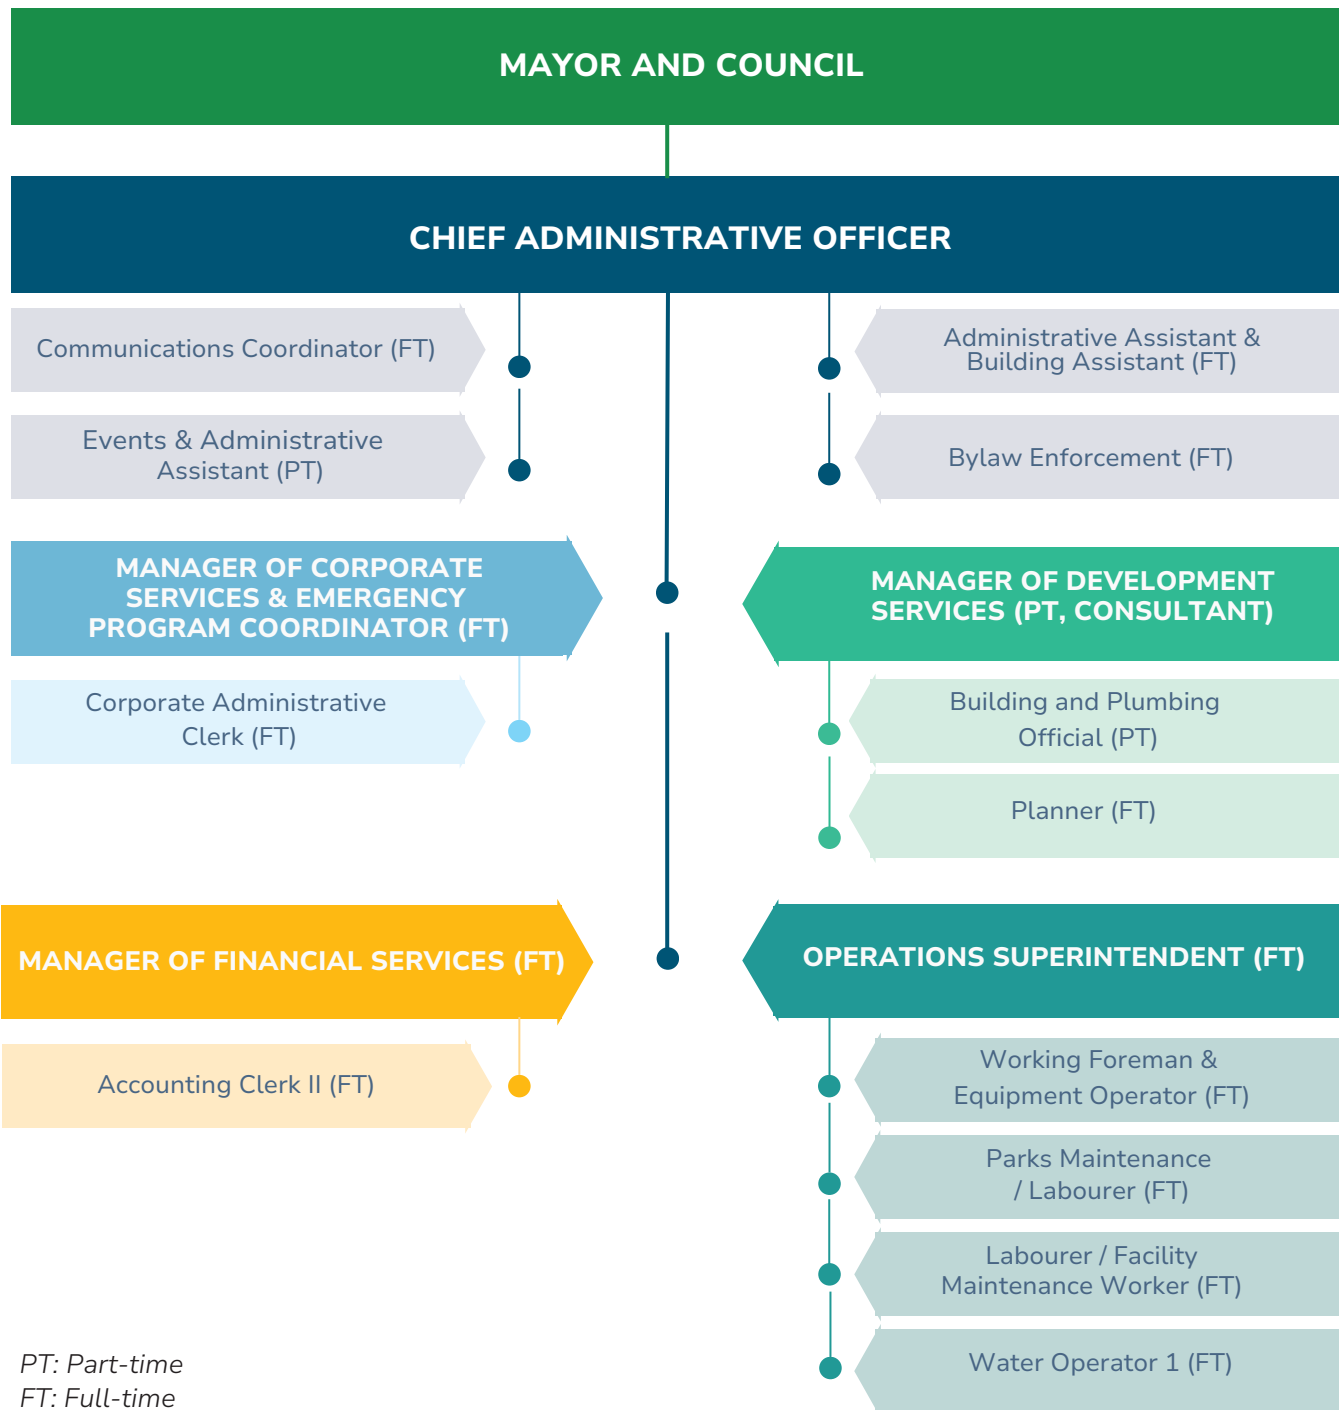 MAYOR AND COUNCIL
CHIEF ADMINISTRATIVE OFFICER
Communications Coordinator (FT)
Events & Administrative
Assistant (PT)
Administrative Assistant &
Building Assistant (FT)
Bylaw Enforcement (FT)
MANAGER OF CORPORATE
SERVICES & EMERGENCY
PROGRAM COORDINATOR (FT)
Corporate Administrative
Clerk (FT)
MANAGER OF DEVELOPMENT
SERVICES (PT, CONSULTANT)
Building and Plumbing
Official (PT)
Planner (FT)
MANAGER OF FINANCIAL SERVICES (FT)
Accounting Clerk II (FT)
OPERATIONS SUPERINTENDENT (FT)
Working Foreman &
Equipment Operator (FT)
Parks Maintenance
/ Labourer (FT)
Labourer / Facility
Maintenance Worker (FT)
Water Operator 1 (FT)
PT: Part-time
FT: Full-time